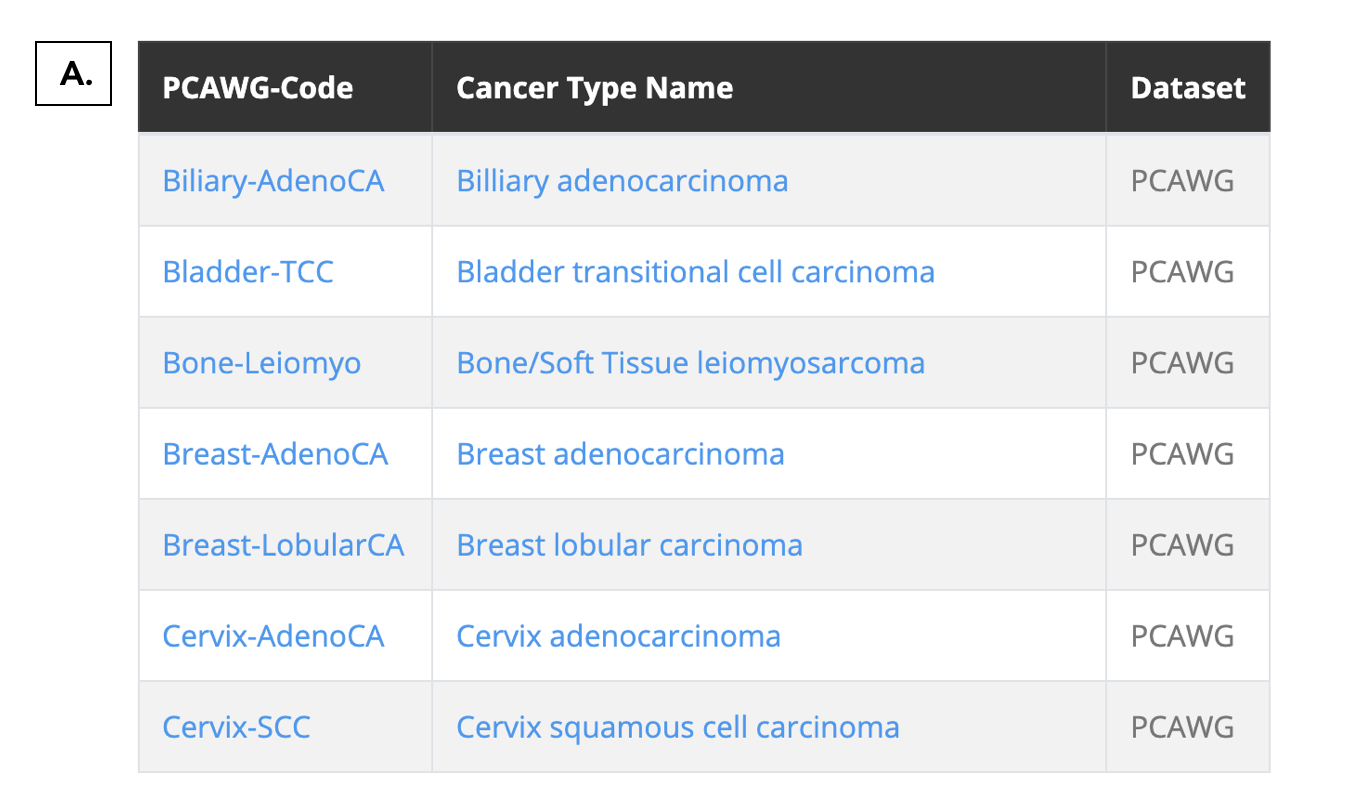 A.
PCAWG-Code Cancer Type Name Dataset
Biliary-AdenoCA Billiary adenocarcinoma PCAWG
Bladder-TCC Bladder transitional cell carcinoma PCAWG
Bone-Leiomyo Bone/Soft Tissue leiomyosarcoma PCAWG
Breast-AdenoCA Breast adenocarcinoma PCAWG
Breast-LobularCA Breast lobular carcinoma PCAWG
Cervix-AdenoCA Cervix adenocarcinoma PCAWG
Cervix-SCC Cervix squamous cell carcinoma PCAWG